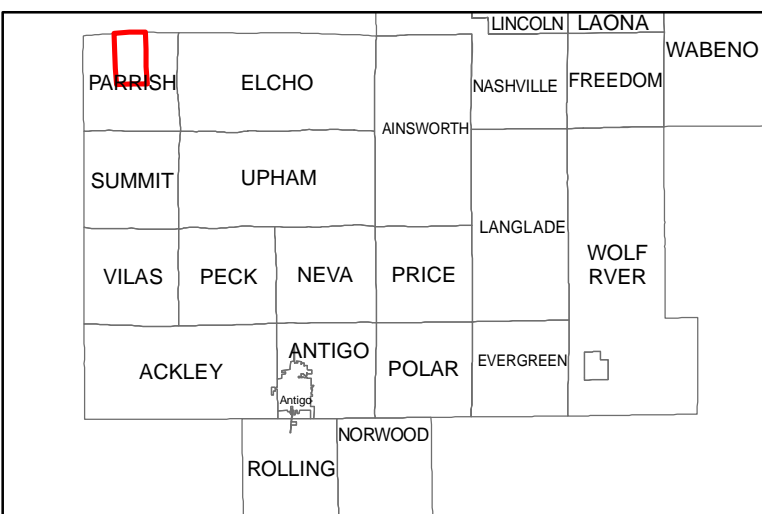 LINCOLN
LAONA
WABENO
PARRISH
ELCHO
NASHVILLE
FREEDOM
AINSWORTH
SUMMIT
UPHAM
LANGLADE
WOLF
RVER
VILAS
PECK
NEVA
PRICE
ANTIGO
ACKLEY
POLAR
EVERGREEN
Antigo
NORWOOD
ROLLING